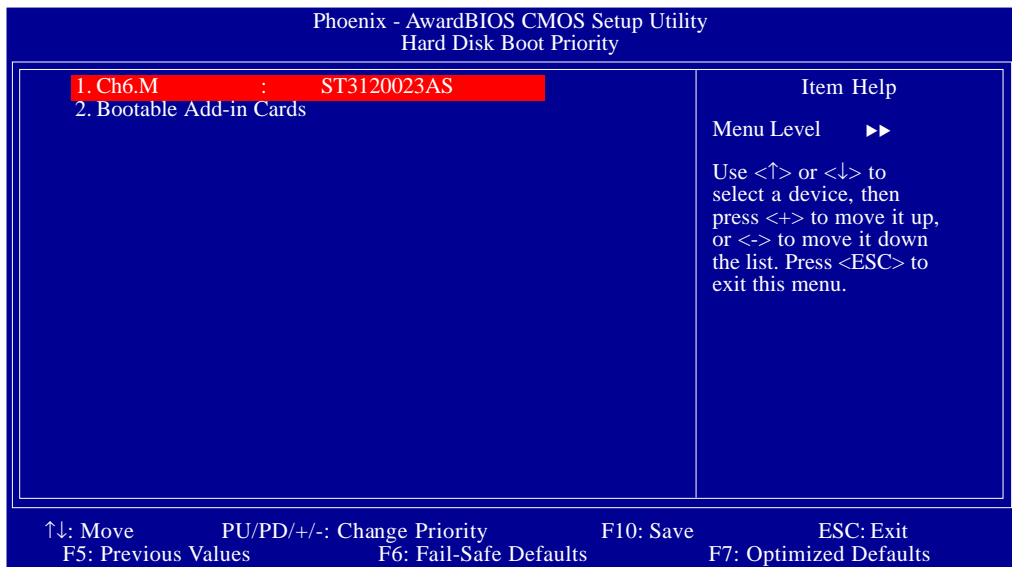 Phoenix - AwardBIOS CMOS Setup Utility
Hard Disk Boot Priority
1. Ch6.M : ST3120023AS
2. Bootable Add-in Cards
Item Help
Menu Level ▶▶
Use <↑> or <↓> to
select a device, then
press <+> to move it up,
or <-> to move it down
the list. Press <ESC> to
exit this menu.
↑↓: Move PU/PD/+/-: Change Priority F10: Save ESC: Exit
F5: Previous Values F6: Fail-Safe Defaults F7: Optimized Defaults